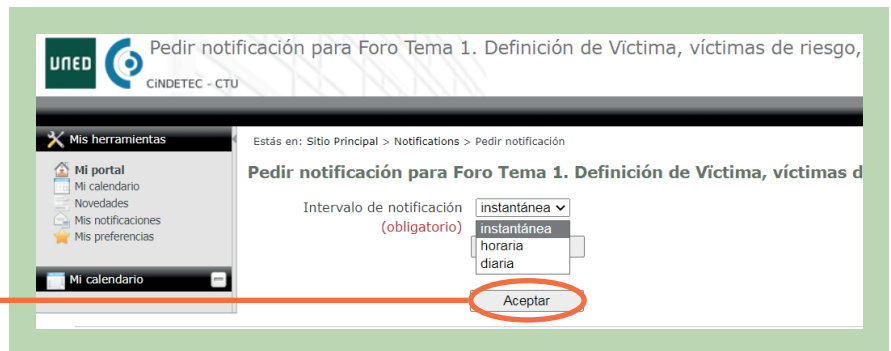 Pedir notificación para Foro Tema 1. Definición de Vïctima, víctimas de riesgo,
UNED
CiNDETEC - CTU
Mis herramientas
Estás en: Sitio Principal > Notifications > Pedir notificación
Mi portal
Mi calendario
Novedades
Mis notificaciones
Mis preferencias
Pedir notificación para Foro Tema 1. Definición de Vïctima, víctimas d
Intervalo de notificación
(obligatorio)
instantánea
instantánea
horaria
diaria
Mi calendario
Aceptar